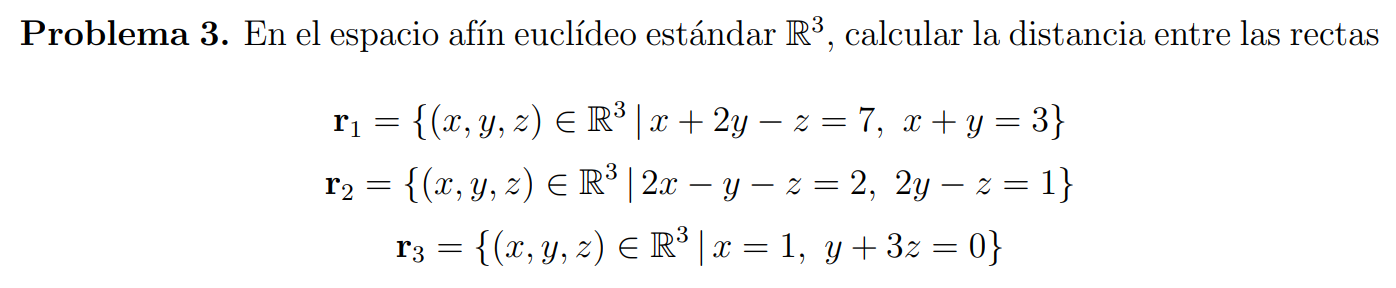 Problema 3. En el espacio afín euclídeo estándar ℝ³, calcular la distancia entre las rectas
r₁ = {(x, y, z) ∈ ℝ³ | x + 2y − z = 7, x + y = 3}
r₂ = {(x, y, z) ∈ ℝ³ | 2x − y − z = 2, 2y − z = 1}
r₃ = {(x, y, z) ∈ ℝ³ | x = 1, y + 3z = 0}